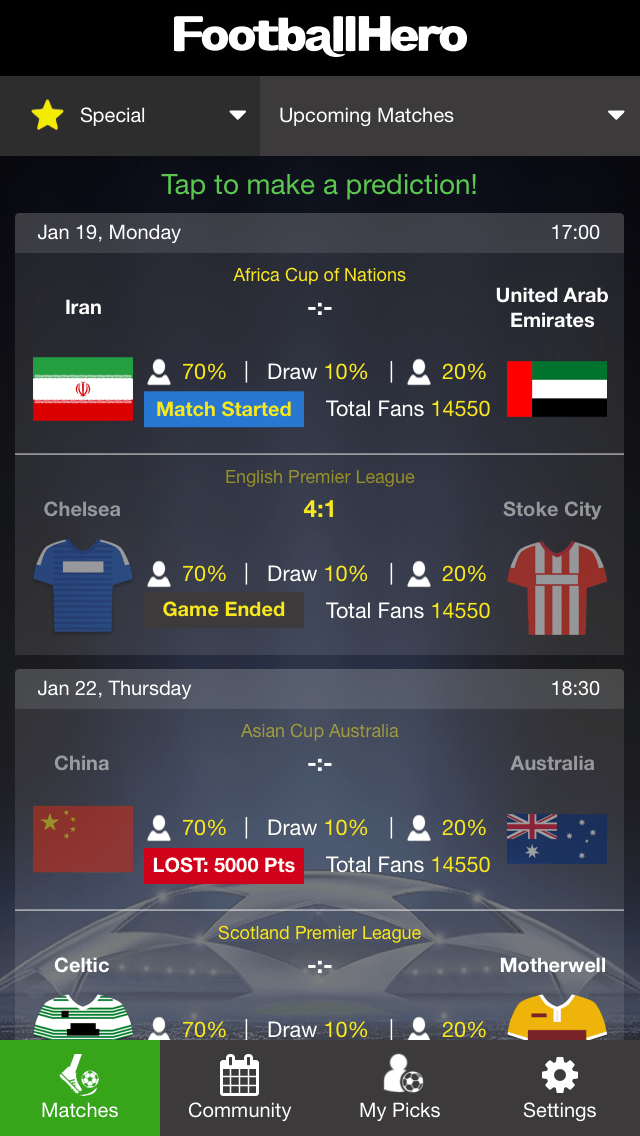 FootballHero
Special
Upcoming Matches
Tap to make a prediction!
Jan 19, Monday 17:00
Africa Cup of Nations
Iran -:- United Arab Emirates
70% | Draw 10% | 20%
Match Started Total Fans 14550
English Premier League
Chelsea 4:1 Stoke City
70% | Draw 10% | 20%
Game Ended Total Fans 14550
Jan 22, Thursday 18:30
Asian Cup Australia
China -:- Australia
70% | Draw 10% | 20%
LOST: 5000 Pts Total Fans 14550
Scotland Premier League
Celtic -:- Motherwell
70% | Draw 10% | 20%
Matches Community My Picks Settings